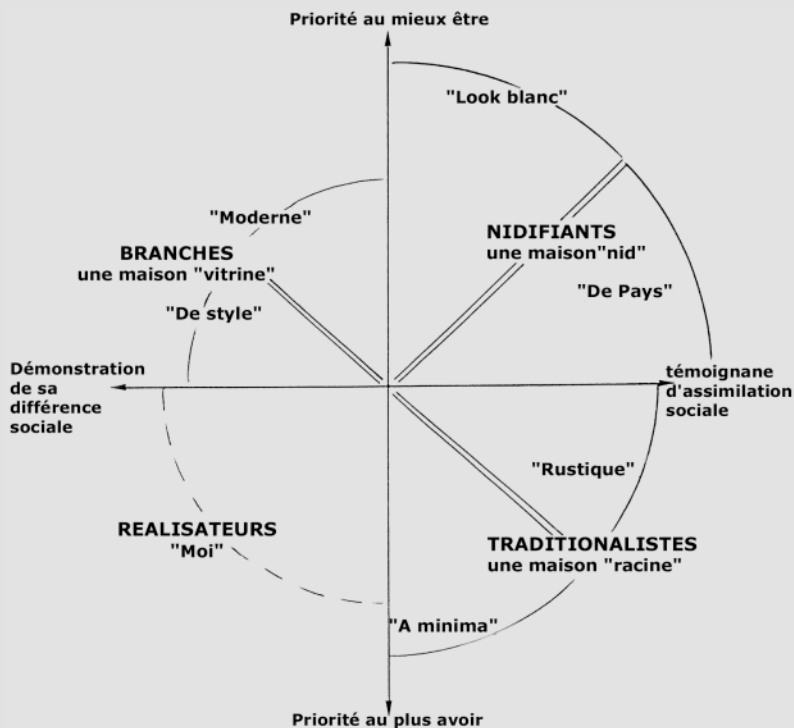 Priorité au mieux être
"Look blanc"
"Moderne"
BRANCHES
une maison "vitrine"
NIDIFIANTS
une maison"nid"
"De Pays"
"De style"
Démonstration
de sa
différence
sociale
témoignane
d'assimilation
sociale
"Rustique"
REALISATEURS
"Moi"
TRADITIONALISTES
une maison "racine"
"A minima"
Priorité au plus avoir